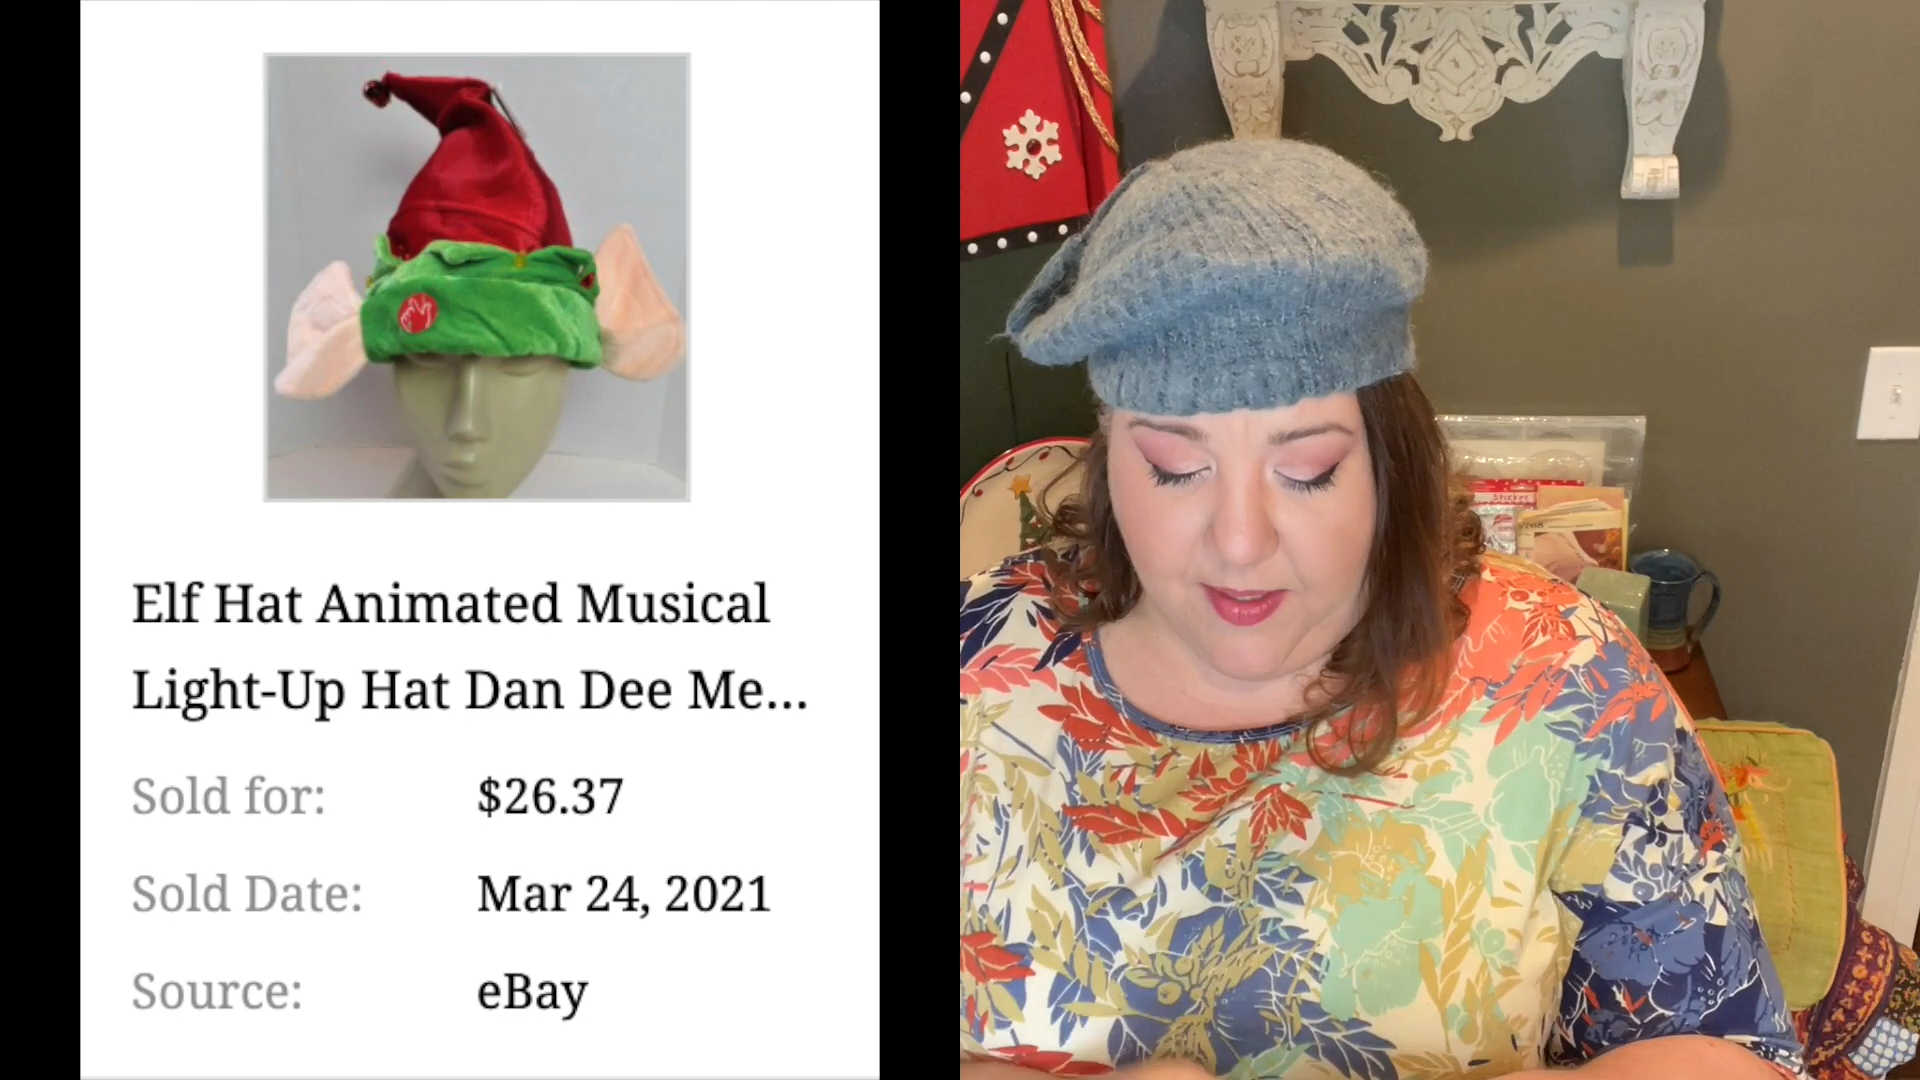 Elf Hat Animated Musical
Light-Up Hat Dan Dee Me...
Sold for: $26.37
Sold Date: Mar 24, 2021
Source: eBay
Sticker